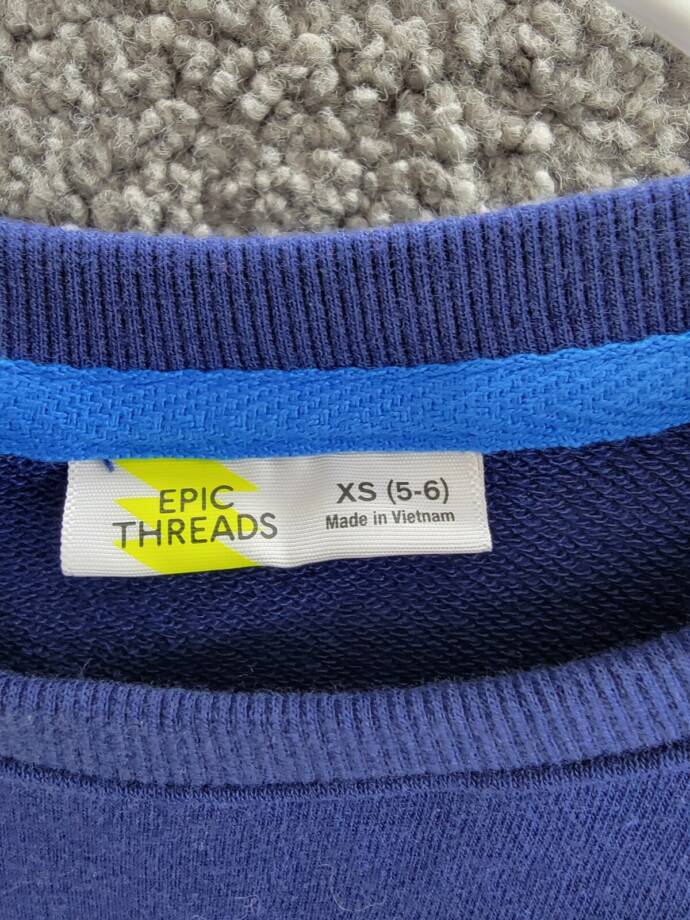 EPIC
THREADS
XS (5-6)
Made in Vietnam